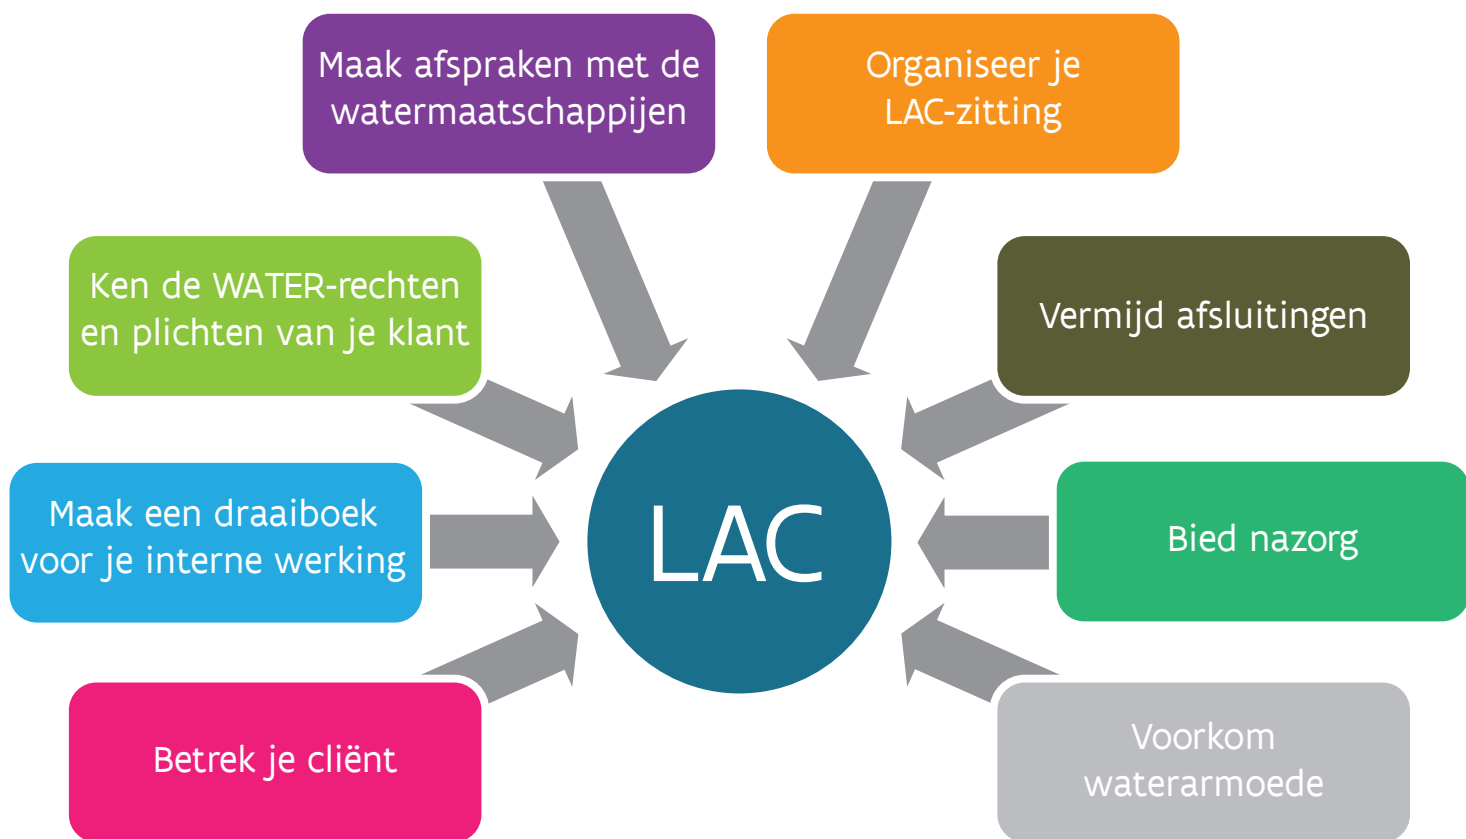 Maak afspraken met de
watermaatschappijen
Organiseer je
LAC-zitting
Ken de WATER-rechten
en plichten van je klant
Vermijd afsluitingen
Maak een draaiboek
voor je interne werking
LAC
Bied nazorg
Betrek je cliënt
Voorkom
waterarmoede